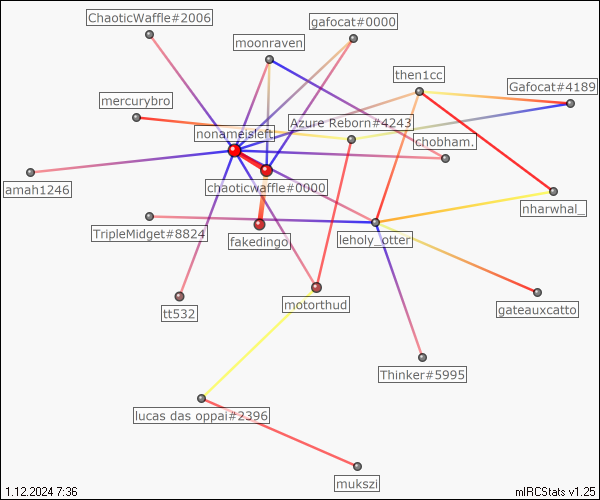 ChaoticWaffle#2006
gafocat#0000
moonraven
then1cc
Gafocat#4189
mercurybro
Azure Reborn#4243
nonameisleft
chobham.
amah1246
chaoticwaffle#0000
nharwhal_
TripleMidget#8824
fakedingo
leholy_otter
tt532
motorthud
gateauxcatto
Thinker#5995
lucas das oppai#2396
mukszi
1.12.2024 7:36
mIRCStats v1.25